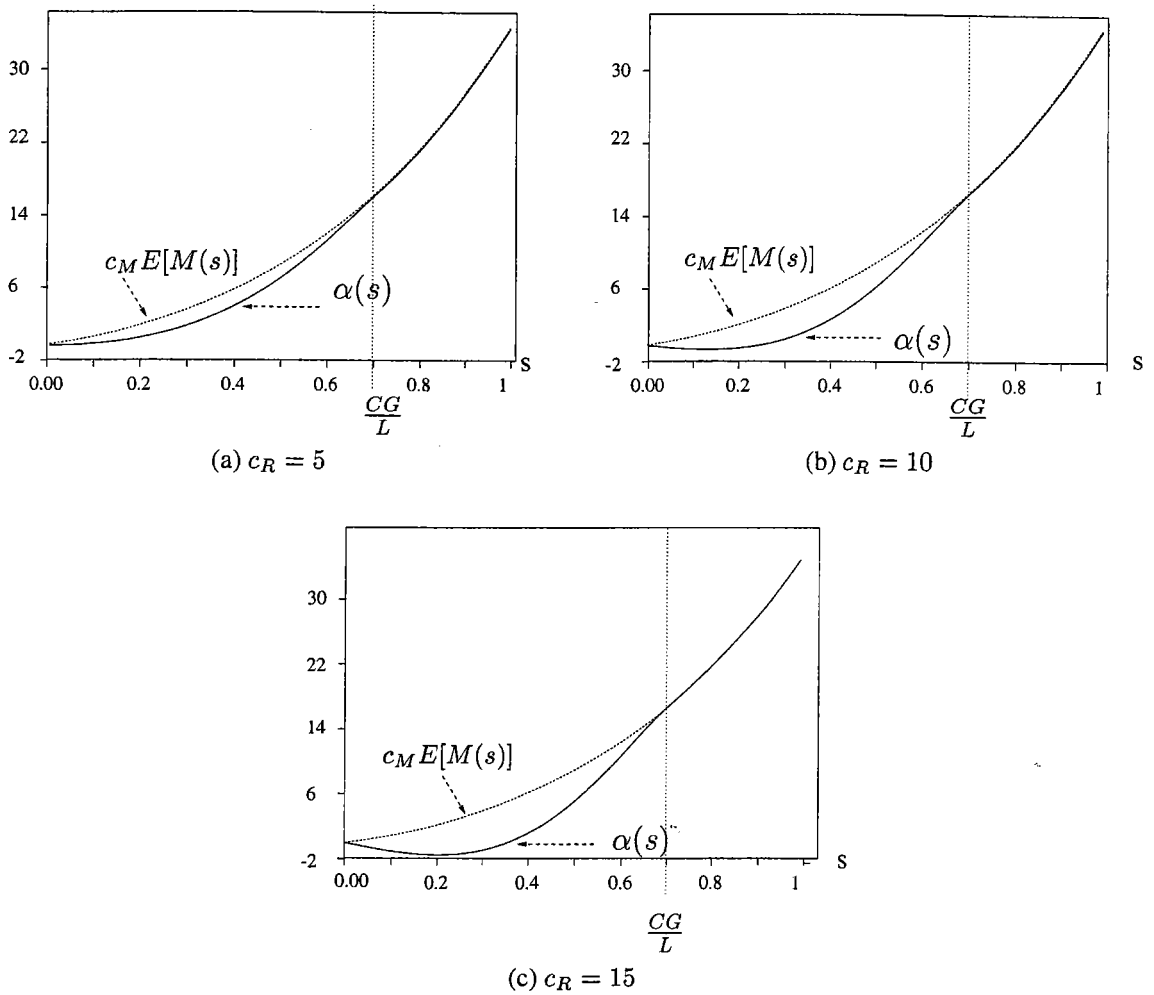 30
22
14
6
-2
c_M E[M(s)]
α(s)
0.00 0.2 0.4 0.6 0.8 1 S
CG
L
(a) c_R = 5
30
22
14
6
-2
c_M E[M(s)]
α(s)
0.00 0.2 0.4 0.6 0.8 1 S
CG
L
(b) c_R = 10
30
22
14
6
-2
c_M E[M(s)]
α(s)
0.00 0.2 0.4 0.6 0.8 1 S
CG
L
(c) c_R = 15